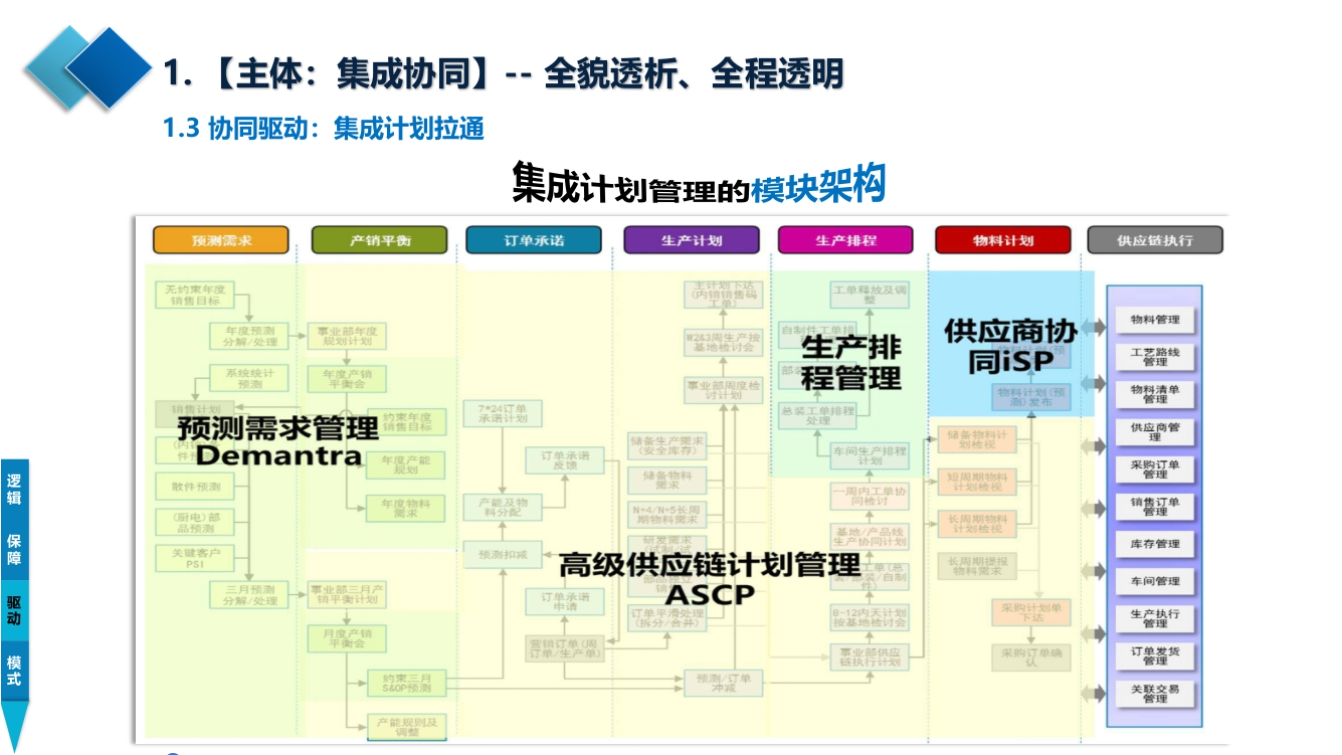 1. 【主体：集成协同】-- 全貌透析、全程透明
1.3 协同驱动：集成计划拉通
集成计划管理的模块架构
预测需求
产销平衡
订单承诺
生产计划
生产排程
物料计划
供应链执行
无约束年度
销售目标
年度预测
分解/处理
系统统计
预测
销售计划
预测需求管理
Demantra
散件预测
(厨电)部
品预测
关键客户
PSI
三月预测
分解/处理
事业部年度
规划计划
年度产销
平衡会
约束年度
销售目标
年度产能
规划
年度物料
需求
事业部三月产
销平衡计划
月度产销
平衡会
约束三月
S&OP预测
产能规则及
调整
7*24订单
承诺计划
订单承诺
反馈
产能及物
料分配
预测扣减
订单承诺
申请
营销订单(周
订单/生产单)
主计划下达
(内销销售码
工单)
W2&3周生产按
基地检讨会
事业部周度检
讨计划
储备生产需求
(安全库存)
储备物料
需求
N+4/N+5长周
期物料需求
高级供应链计划管理
ASCP
订单平滑处理
(拆分/合并)
预测/订单
冲减
工单释放及调
整
生产排
程管理
总装工单排程
处理
车间生产排程
计划
一周内工单协
同检讨
基地/产品线
生产协同计划
8-12内天计划
按基地检讨会
事业部供应
链执行计划
供应商协
同iSP
物料计划(预
测)发布
储备物料计
划检视
短周期物料
计划检视
长周期物料
计划检视
长周期提报
物料需求
采购计划单
下达
采购订单确
认
物料管理
工艺路线
管理
物料清单
管理
供应商管
理
采购订单
管理
销售订单
管理
库存管理
车间管理
生产执行
管理
订单发货
管理
关联交易
管理
逻辑
保障
驱动
模式